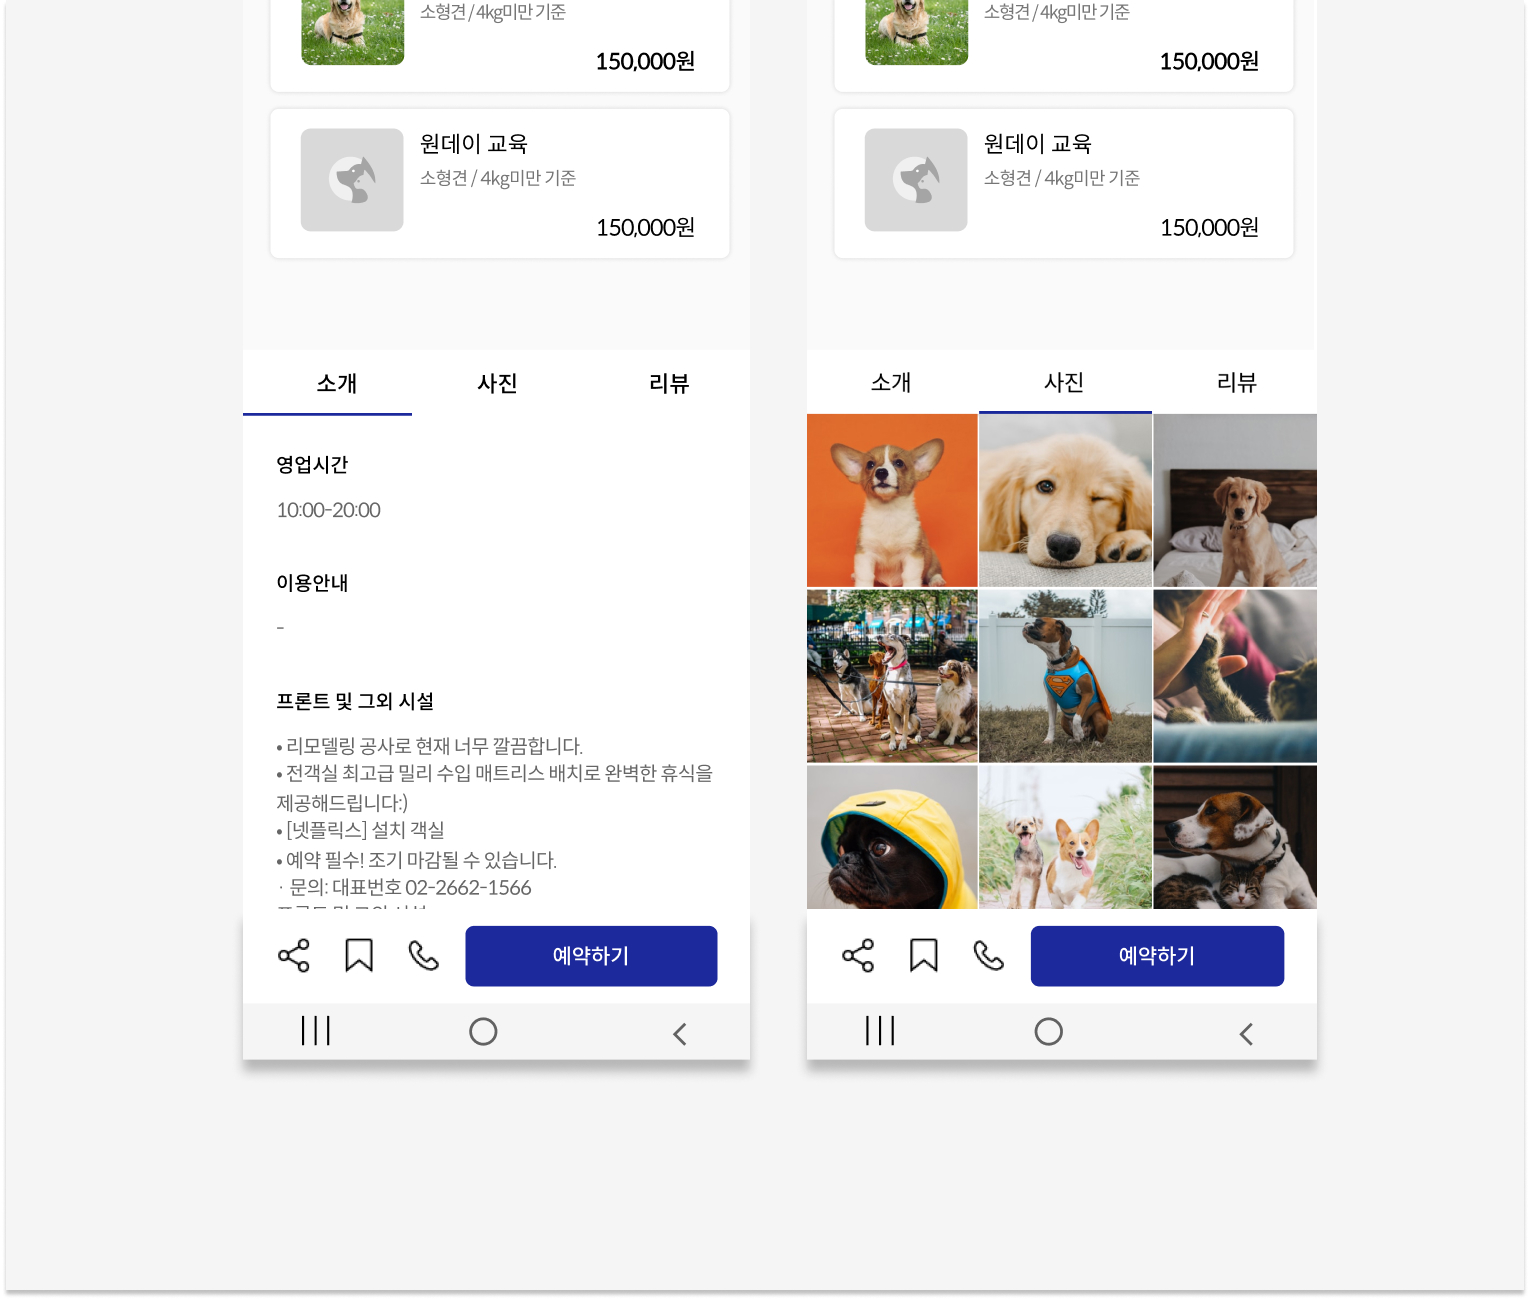 소형견 / 4kg미만 기준
150,000원
원데이 교육
소형견 / 4kg미만 기준
150,000원
소개
사진
리뷰
영업시간
10:00-20:00
이용안내
-
프론트 및 그외 시설
• 리모델링 공사로 현재 너무 깔끔합니다.
• 전객실 최고급 밀리 수입 매트리스 배치로 완벽한 휴식을
제공해드립니다:)
• [넷플릭스] 설치 객실
• 예약 필수! 조기 마감될 수 있습니다.
· 문의: 대표번호 02-2662-1566
예약하기
소형견 / 4kg미만 기준
150,000원
원데이 교육
소형견 / 4kg미만 기준
150,000원
소개
사진
리뷰
예약하기